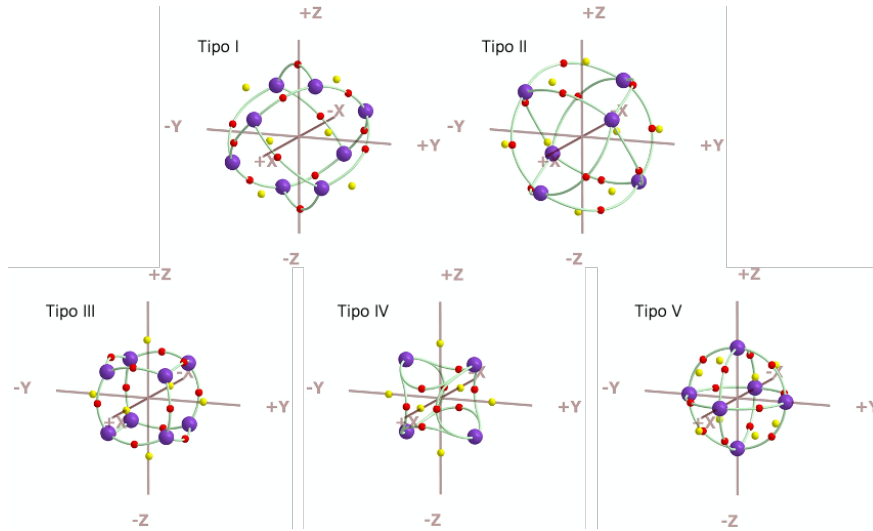 +Z
+Z
Tipo I
Tipo II
-X
-X
-Y
+Y
-Y
+Y
+X
+X
-Z
-Z
+Z
+Z
+Z
Tipo III
Tipo IV
Tipo V
-X
X
-X
-Y
+Y
-Y
+Y
-Y
+Y
+X
+X
+X
-Z
-Z
-Z